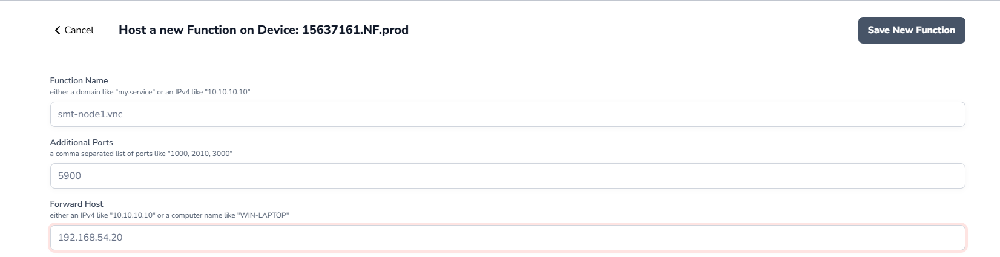 Cancel
Host a new Function on Device: 15637161.NF.prod
Save New Function
Function Name
either a domain like "my.service" or an IPv4 like "10.10.10.10"
smt-node1.vnc
Additional Ports
a comma separated list of ports like "1000, 2010, 3000"
5900
Forward Host
either an IPv4 like "10.10.10.10" or a computer name like "WIN-LAPTOP"
192.168.54.20